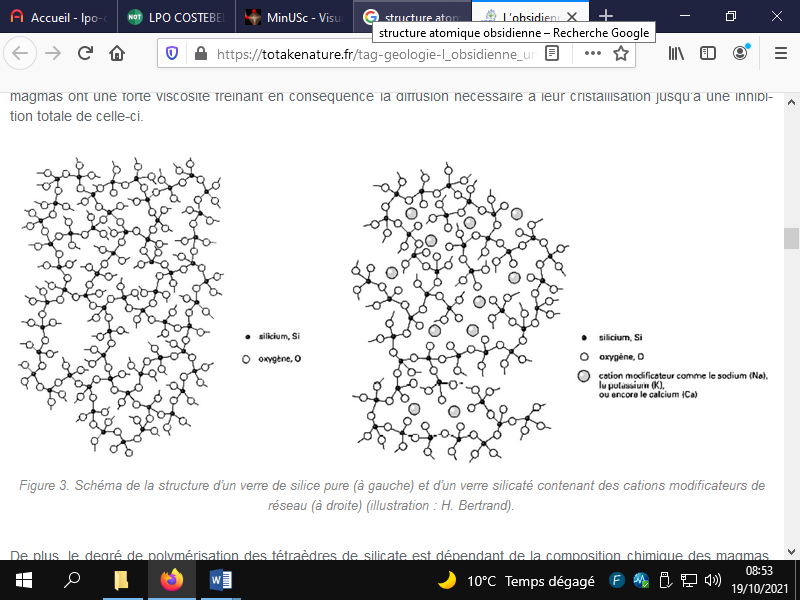 Accueil - lpo-c
LPO COSTEBEL
MinUSc - Visu
structure atom
L'obsidien
structure atomique obsidienne – Recherche Google
https://totakenature.fr/tag-geologie-l_obsidienne_un
magmas ont une forte viscosité freinant en conséquence la diffusion nécessaire à leur cristallisation jusqu'à une inhibi-
tion totale de celle-ci.
silicium, Si
oxygène, O
silicium, Si
oxygène, O
cation modificateur comme le sodium (Na),
le potassium (K),
ou encore le calcium (Ca)
Figure 3. Schéma de la structure d'un verre de silice pure (à gauche) et d'un verre silicaté contenant des cations modificateurs de
réseau (à droite) (illustration : H. Bertrand).
De plus, le degré de polymérisation des tétraèdres de silicate est dépendant de la composition chimique des magmas.
10°C Temps dégagé
08:53
19/10/2021